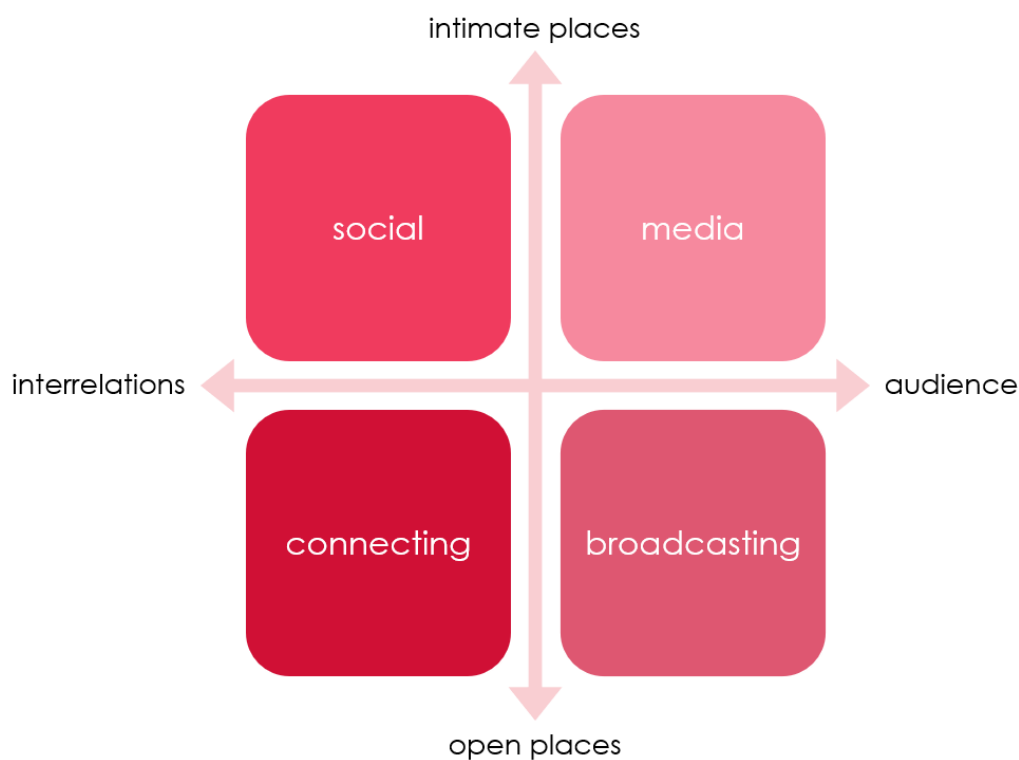 intimate places
social
media
interrelations
audience
connecting
broadcasting
open places